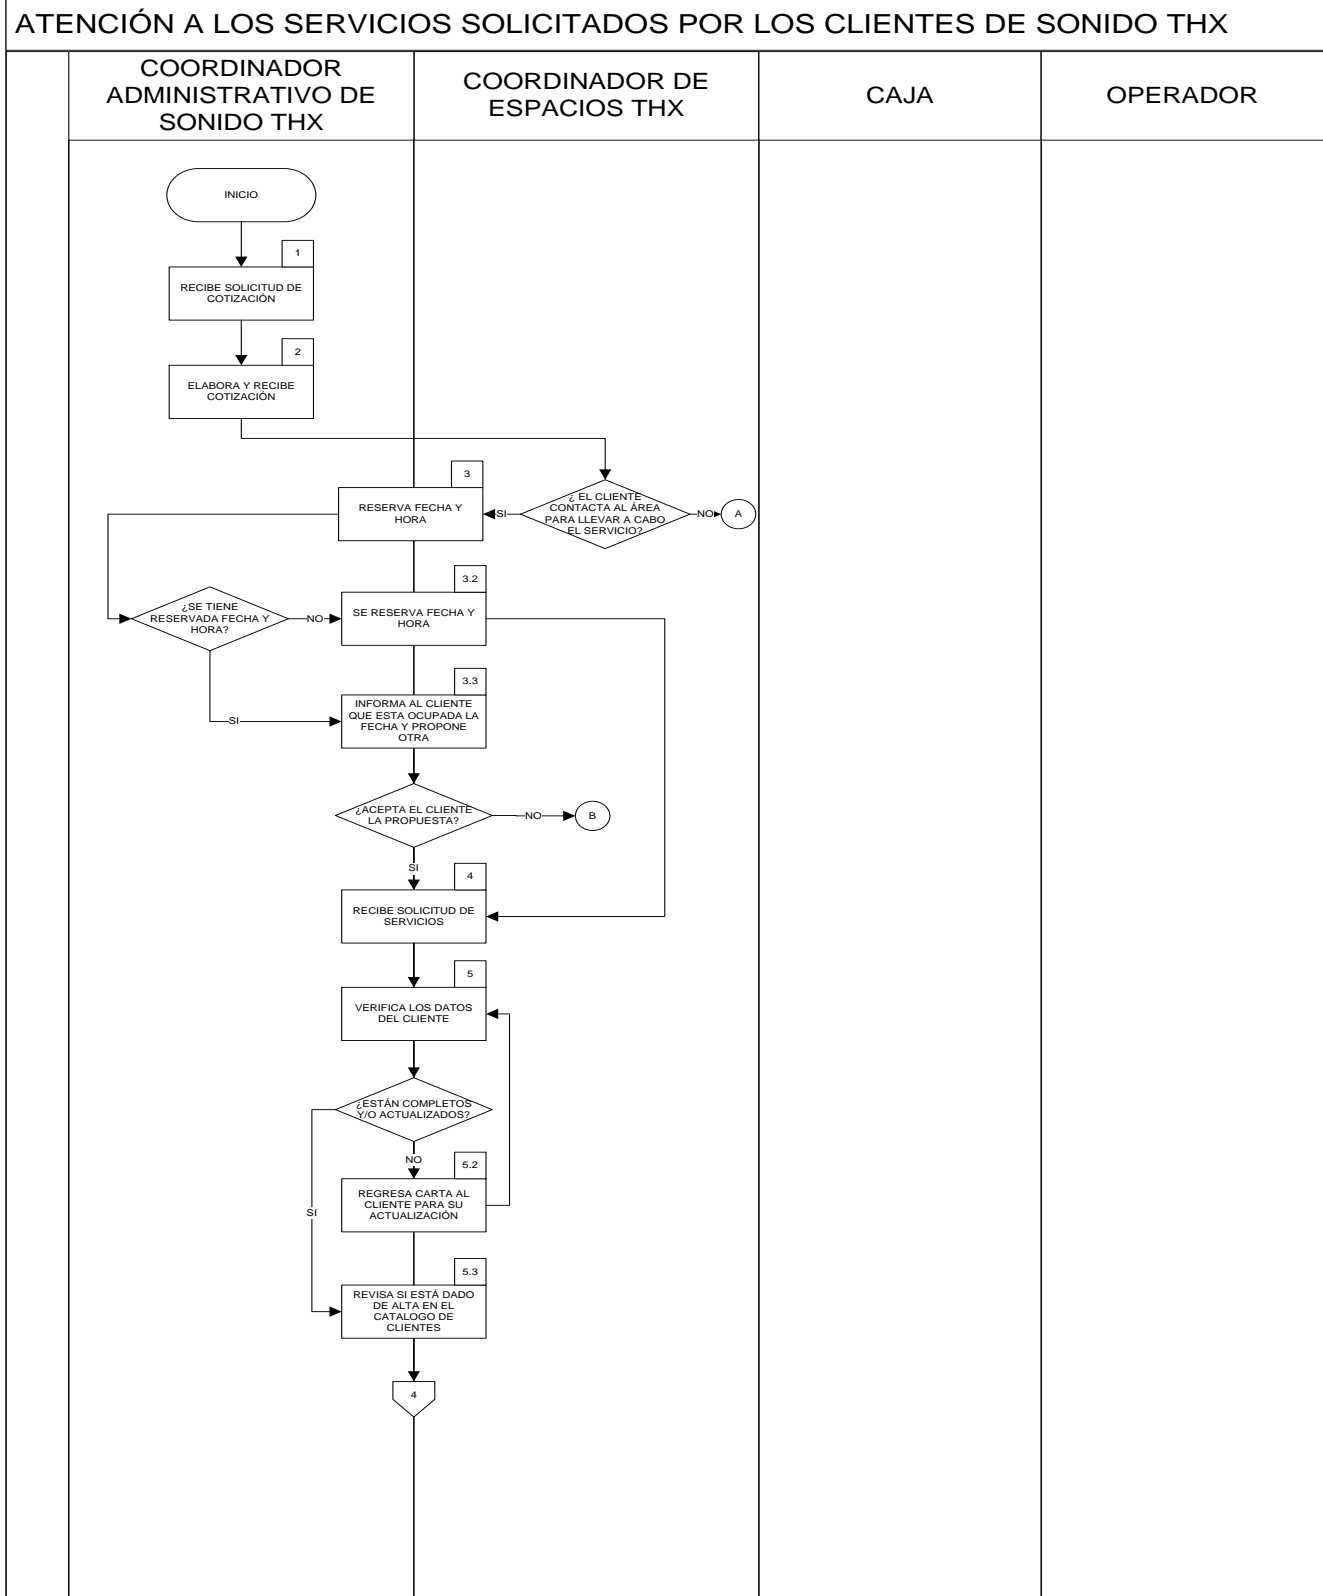 ATENCIÓN A LOS SERVICIOS SOLICITADOS POR LOS CLIENTES DE SONIDO THX
COORDINADOR
ADMINISTRATIVO DE
SONIDO THX
COORDINADOR DE
ESPACIOS THX
CAJA
OPERADOR
INICIO
1
RECIBE SOLICITUD DE
COTIZACIÓN
2
ELABORA Y RECIBE
COTIZACIÓN
¿ EL CLIENTE
CONTACTA AL ÁREA
PARA LLEVAR A CABO
EL SERVICIO?
SI
NO
A
3
RESERVA FECHA Y
HORA
¿SE TIENE
RESERVADA FECHA Y
HORA?
NO
3.2
SE RESERVA FECHA Y
HORA
SI
3.3
INFORMA AL CLIENTE
QUE ESTA OCUPADA LA
FECHA Y PROPONE
OTRA
¿ACEPTA EL CLIENTE
LA PROPUESTA?
NO
B
SI
4
RECIBE SOLICITUD DE
SERVICIOS
5
VERIFICA LOS DATOS
DEL CLIENTE
¿ESTÁN COMPLETOS
Y/O ACTUALIZADOS?
NO
5.2
REGRESA CARTA AL
CLIENTE PARA SU
ACTUALIZACIÓN
SI
5.3
REVISA SI ESTÁ DADO
DE ALTA EN EL
CATALOGO DE
CLIENTES
4